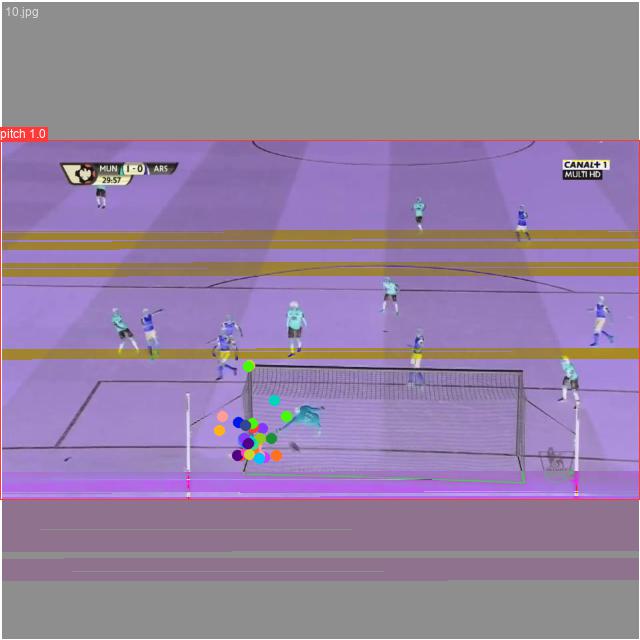 10.jpg
pitch 1.0
MUN 1-0 ARS
29:57
CANAL+ 1
MULTI HD